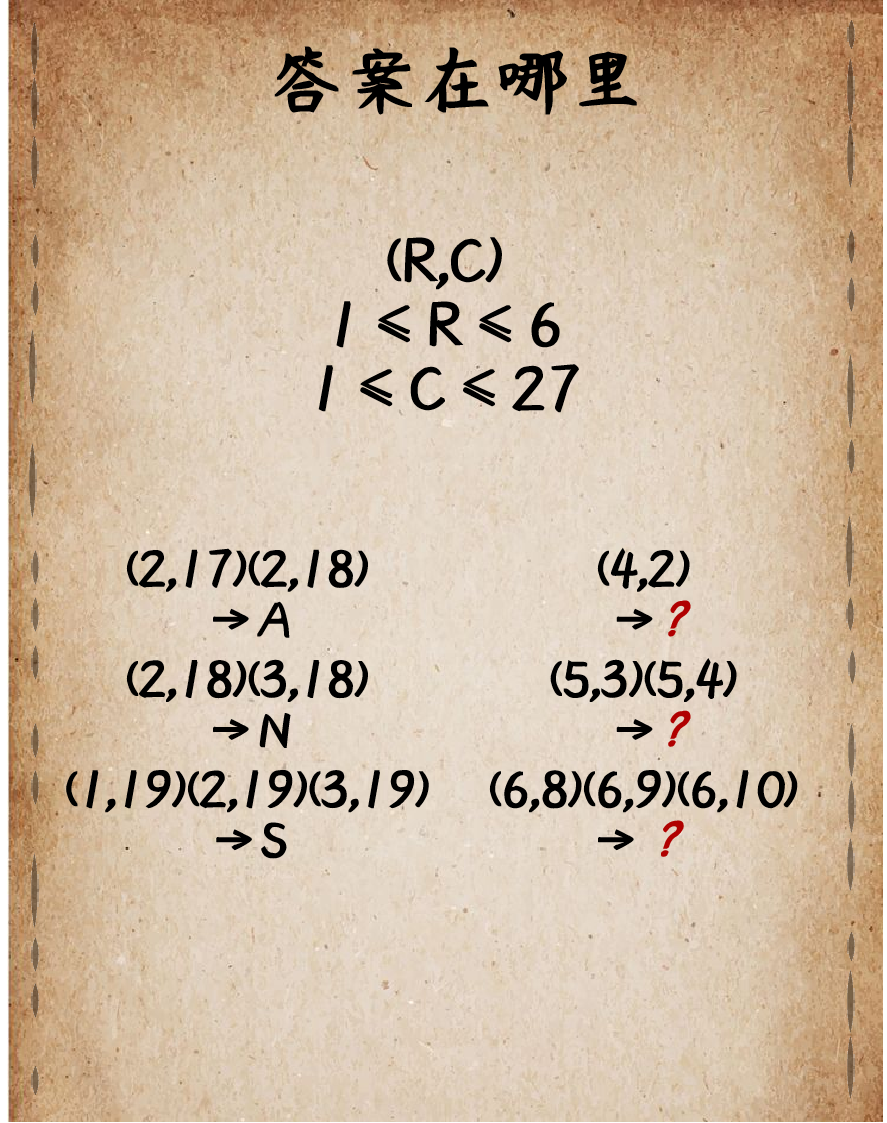 答案在哪里
(R,C)
1 ⩽ R ⩽ 6
1 ⩽ C ⩽ 27
(2,17)(2,18)
→ A
(2,18)(3,18)
→ N
(1,19)(2,19)(3,19)
→ S
(4,2)
→ ?
(5,3)(5,4)
→ ?
(6,8)(6,9)(6,10)
→ ?